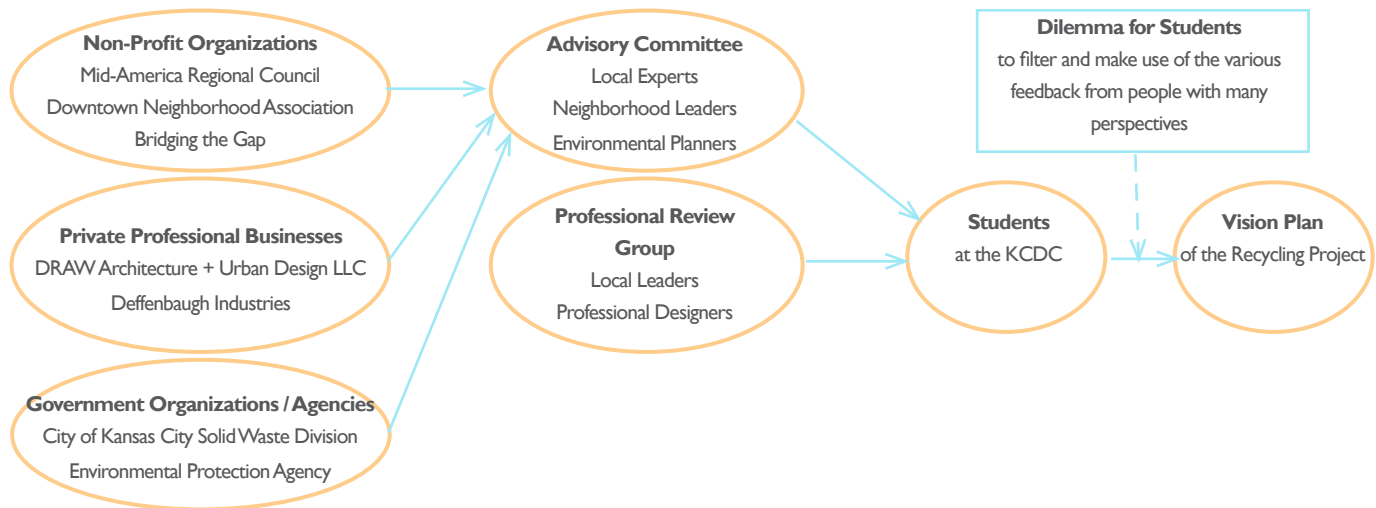 Non-Profit Organizations
Mid-America Regional Council
Downtown Neighborhood Association
Bridging the Gap
Private Professional Businesses
DRAW Architecture + Urban Design LLC
Deffenbaugh Industries
Government Organizations / Agencies
City of Kansas City Solid Waste Division
Environmental Protection Agency
Advisory Committee
Local Experts
Neighborhood Leaders
Environmental Planners
Professional Review
Group
Local Leaders
Professional Designers
Students
at the KCDC
Dilemma for Students
to filter and make use of the various
feedback from people with many
perspectives
Vision Plan
of the Recycling Project